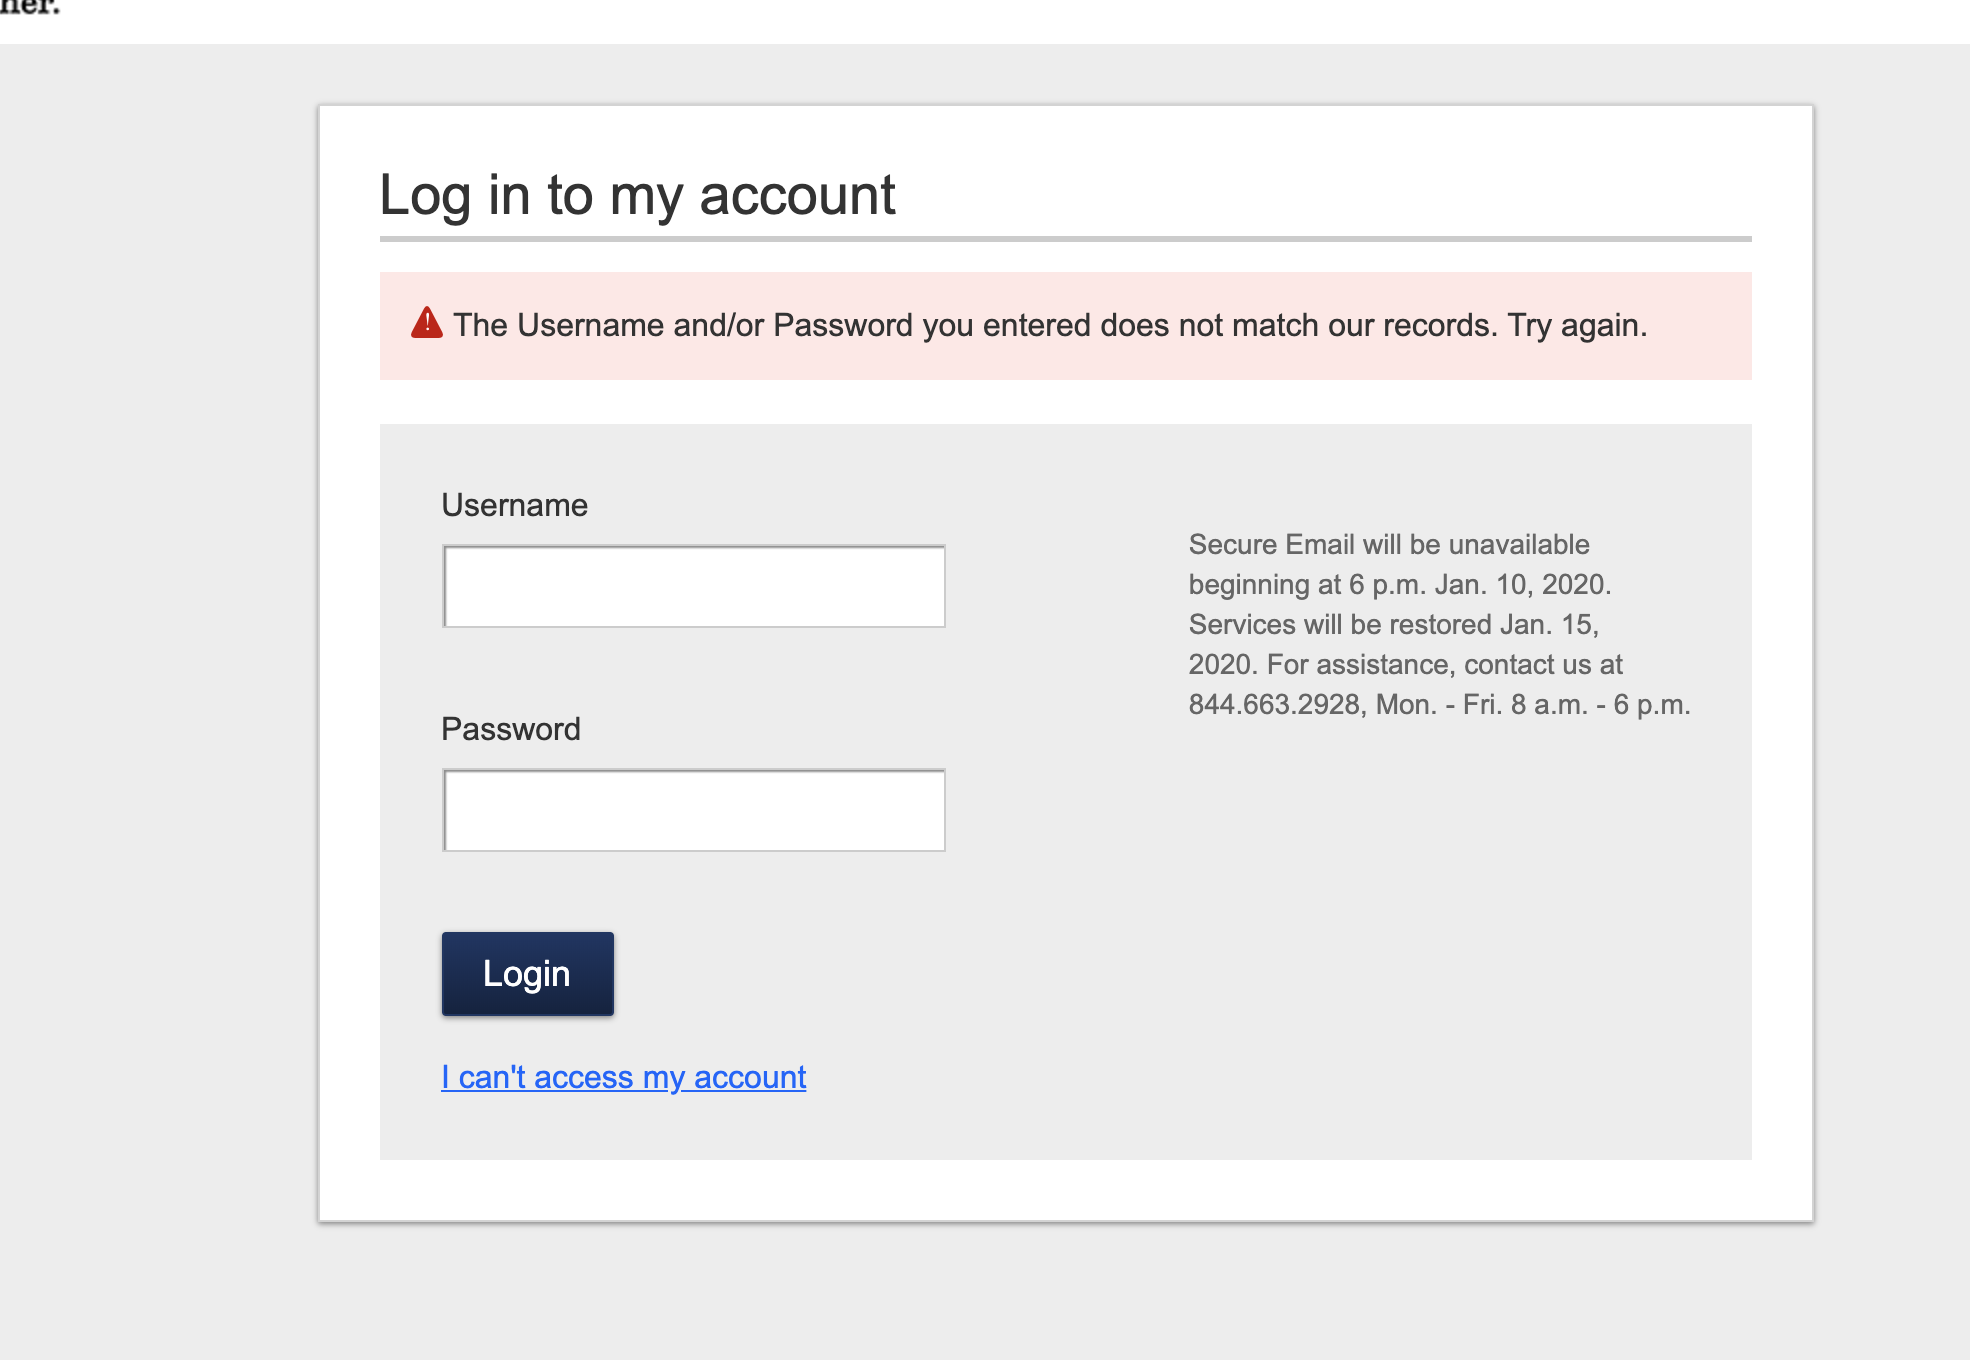 her.
Log in to my account
The Username and/or Password you entered does not match our records. Try again.
Username
Secure Email will be unavailable
beginning at 6 p.m. Jan. 10, 2020.
Services will be restored Jan. 15,
2020. For assistance, contact us at
844.663.2928, Mon. - Fri. 8 a.m. - 6 p.m.
Password
Login
I can't access my account